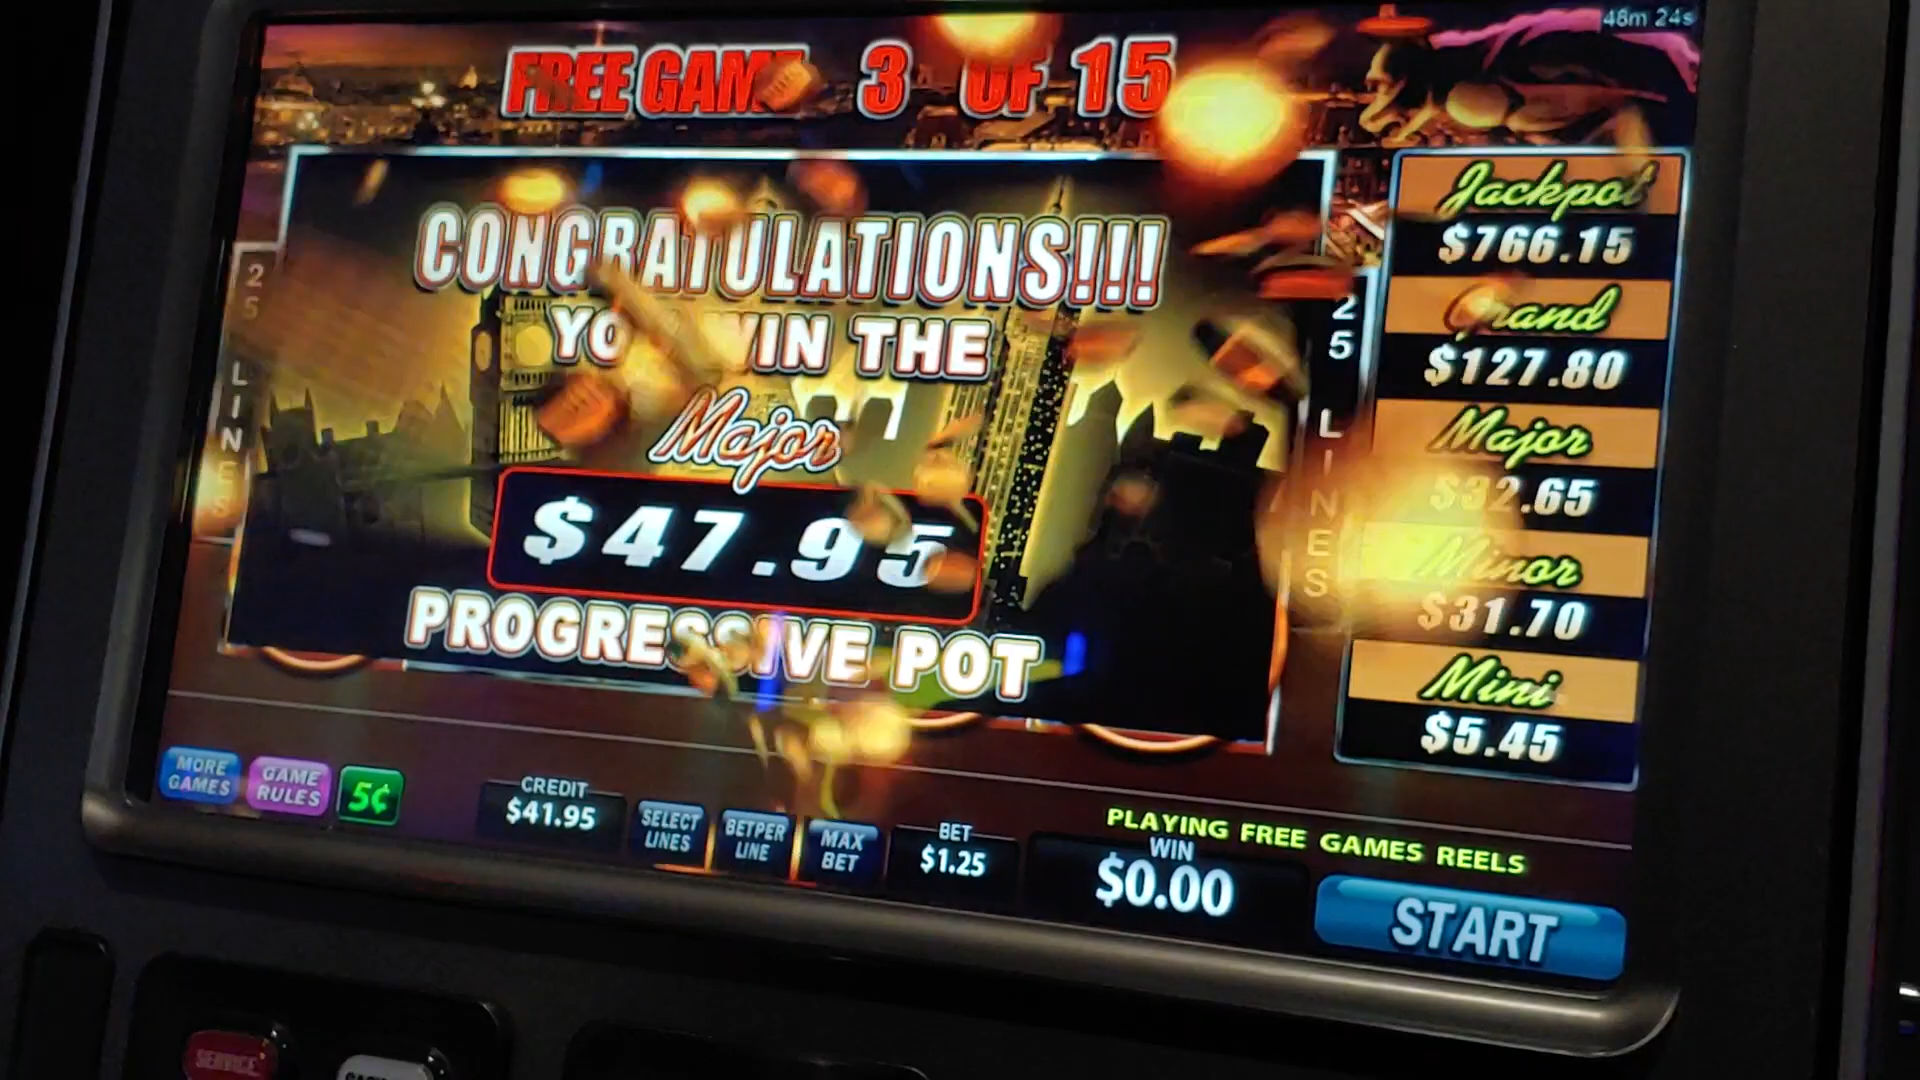 48m 24s
FREE GAME 3 OF 15
CONGRATULATIONS!!!
YOU WIN THE
Major
$47.95
PROGRESSIVE POT
25 LINES
25 LINES
Jackpot
$766.15
Grand
$127.80
Major
$32.65
Minor
$31.70
Mini
$5.45
MORE GAMES
GAME RULES
5¢
CREDIT
$41.95
SELECT LINES
BETPER LINE
MAX BET
BET
$1.25
PLAYING FREE GAMES REELS
WIN
$0.00
START
SERVICE